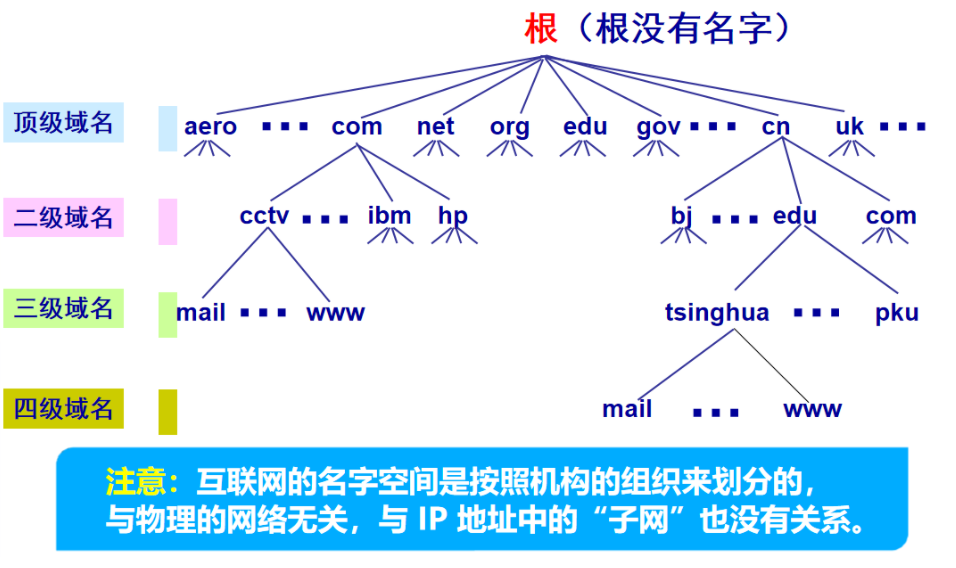 根（根没有名字）
顶级域名 aero ▪▪▪ com net org edu gov ▪▪▪ cn uk ▪▪▪
二级域名 cctv ▪▪▪ ibm hp bj ▪▪▪ edu com
三级域名 mail ▪▪▪ www tsinghua ▪▪▪ pku
四级域名 mail ▪▪▪ www
注意：互联网的名字空间是按照机构的组织来划分的，
与物理的网络无关，与 IP 地址中的“子网”也没有关系。